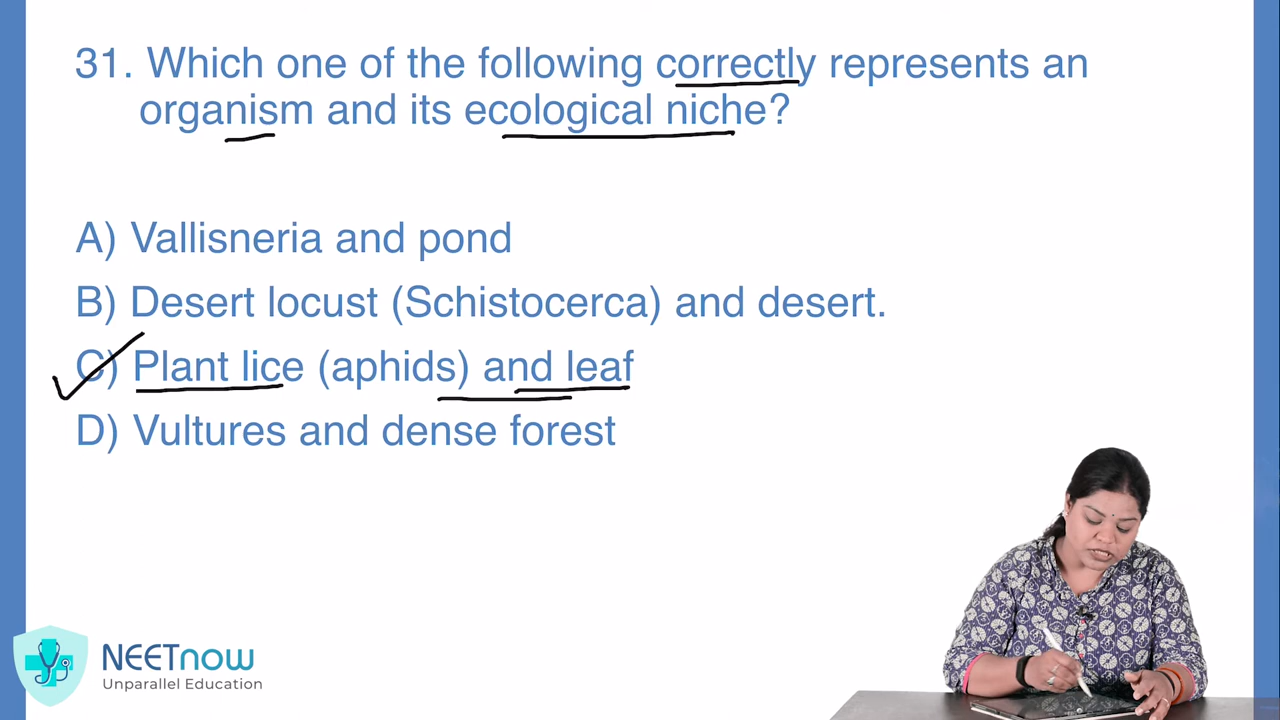 31. Which one of the following correctly represents an
organism and its ecological niche?
A) Vallisneria and pond
B) Desert locust (Schistocerca) and desert.
C) Plant lice (aphids) and leaf
D) Vultures and dense forest
NEETnow
Unparallel Education